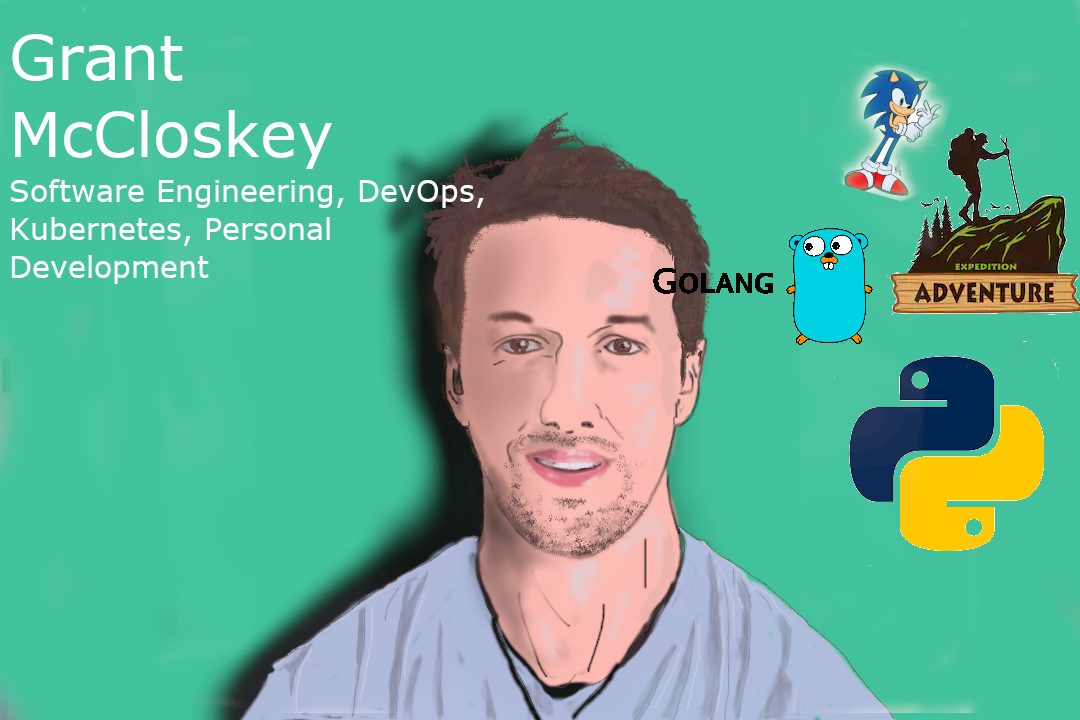 Grant
McCloskey
Software Engineering, DevOps,
Kubernetes, Personal
Development
GOLANG
EXPEDITION
ADVENTURE